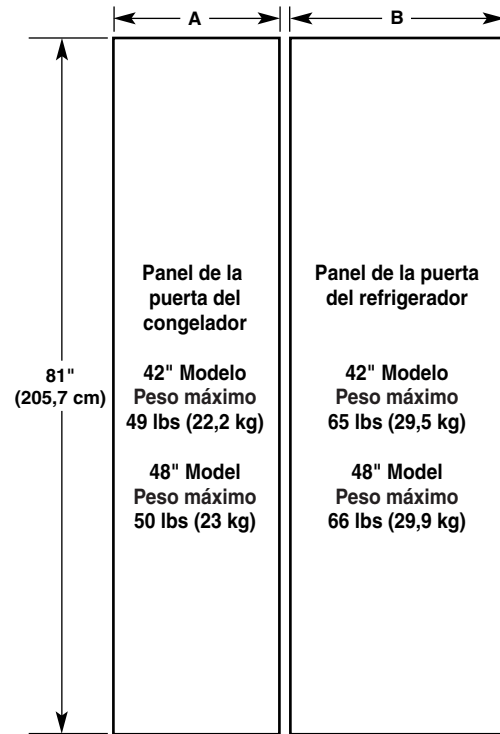 A
B
81"
(205,7 cm)
Panel de la
puerta del
congelador
42" Modelo
Peso máximo
49 lbs (22,2 kg)
48" Model
Peso máximo
50 lbs (23 kg)
Panel de la puerta
del refrigerador
42" Modelo
Peso máximo
65 lbs (29,5 kg)
48" Model
Peso máximo
66 lbs (29,9 kg)